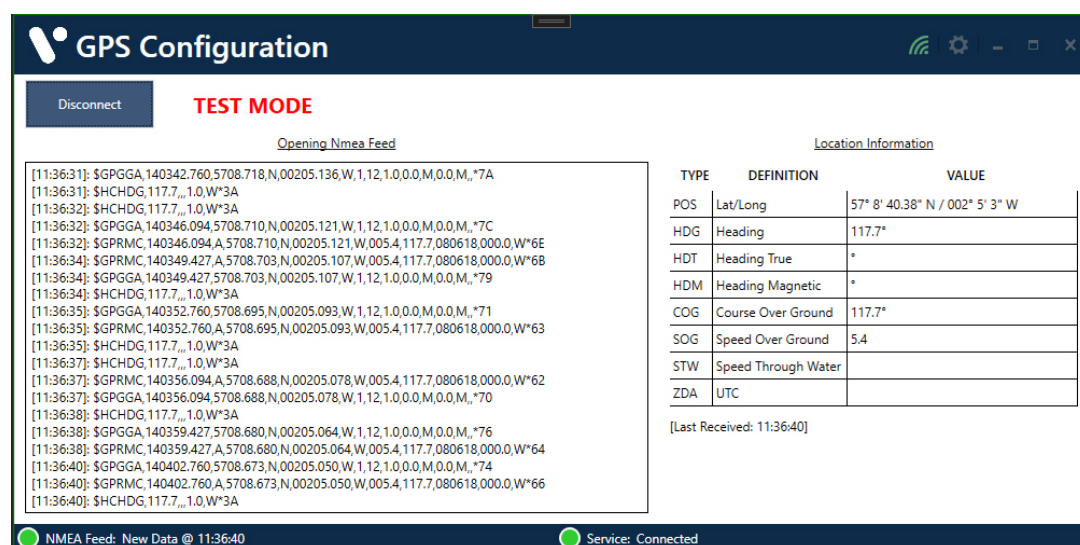 GPS Configuration
Disconnect
TEST MODE
Opening Nmea Feed
[11:36:31]: $GPGGA,140342.760,5708.718,N,00205.136,W,1,12,1.0,0.0,M,0.0,M,,*7A
[11:36:31]: $HCHDG,117.7,,,1.0,W*3A
[11:36:32]: $HCHDG,117.7,,,1.0,W*3A
[11:36:32]: $GPGGA,140346.094,5708.710,N,00205.121,W,1,12,1.0,0.0,M,0.0,M,,*7C
[11:36:32]: $GPRMC,140346.094,A,5708.710,N,00205.121,W,005.4,117.7,080618,000.0,W*6E
[11:36:34]: $GPRMC,140349.427,A,5708.703,N,00205.107,W,005.4,117.7,080618,000.0,W*6B
[11:36:34]: $GPGGA,140349.427,5708.703,N,00205.107,W,1,12,1.0,0.0,M,0.0,M,,*79
[11:36:34]: $HCHDG,117.7,,,1.0,W*3A
[11:36:35]: $GPGGA,140352.760,5708.695,N,00205.093,W,1,12,1.0,0.0,M,0.0,M,,*71
[11:36:35]: $GPRMC,140352.760,A,5708.695,N,00205.093,W,005.4,117.7,080618,000.0,W*63
[11:36:35]: $HCHDG,117.7,,,1.0,W*3A
[11:36:37]: $HCHDG,117.7,,,1.0,W*3A
[11:36:37]: $GPRMC,140356.094,A,5708.688,N,00205.078,W,005.4,117.7,080618,000.0,W*62
[11:36:37]: $GPGGA,140356.094,5708.688,N,00205.078,W,1,12,1.0,0.0,M,0.0,M,,*70
[11:36:38]: $HCHDG,117.7,,,1.0,W*3A
[11:36:38]: $GPGGA,140359.427,5708.680,N,00205.064,W,1,12,1.0,0.0,M,0.0,M,,*76
[11:36:38]: $GPRMC,140359.427,A,5708.680,N,00205.064,W,005.4,117.7,080618,000.0,W*64
[11:36:40]: $GPGGA,140402.760,5708.673,N,00205.050,W,1,12,1.0,0.0,M,0.0,M,,*74
[11:36:40]: $GPRMC,140402.760,A,5708.673,N,00205.050,W,005.4,117.7,080618,000.0,W*66
[11:36:40]: $HCHDG,117.7,,,1.0,W*3A
Location Information
TYPE DEFINITION VALUE
POS Lat/Long 57° 8' 40.38" N / 002° 5' 3" W
HDG Heading 117.7°
HDT Heading True °
HDM Heading Magnetic °
COG Course Over Ground 117.7°
SOG Speed Over Ground 5.4
STW Speed Through Water
ZDA UTC
[Last Received: 11:36:40]
NMEA Feed: New Data @ 11:36:40
Service: Connected